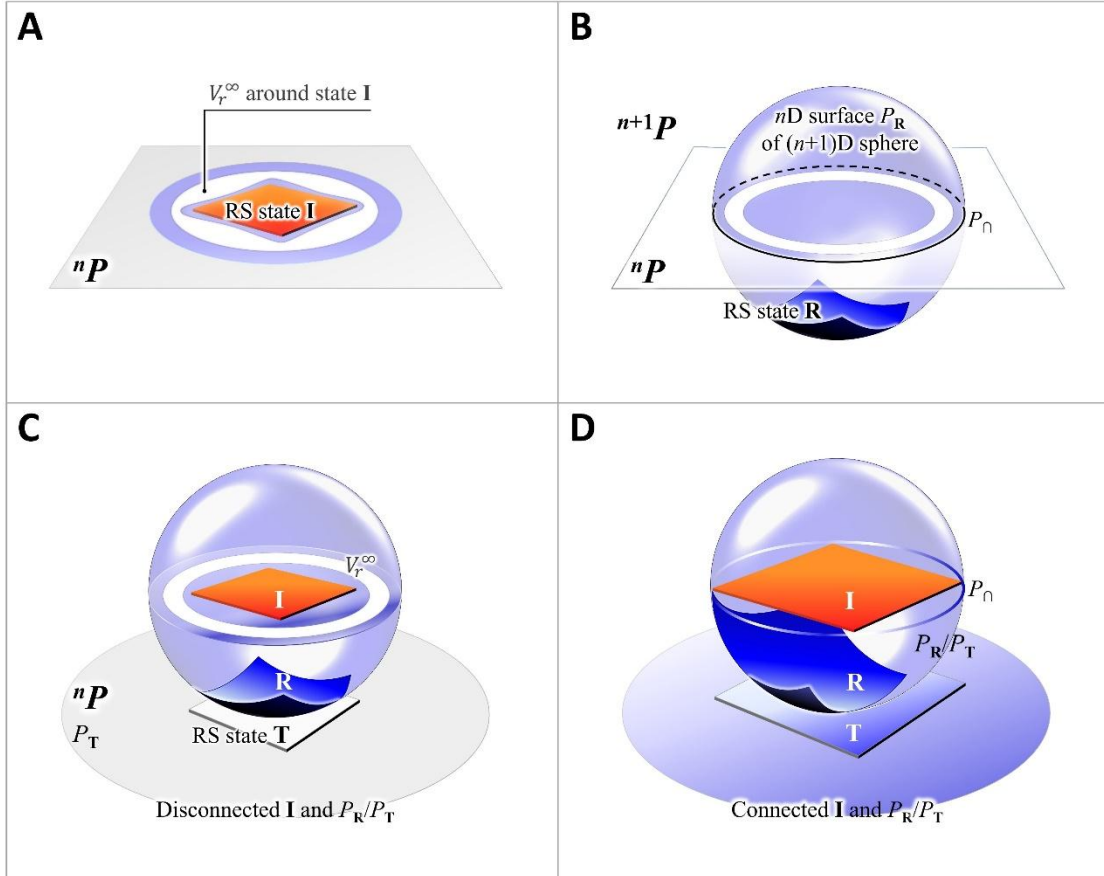 A
V_r^∞ around state I
RS state I
ⁿP
B
ⁿ⁺¹P
nD surface P_R
of (n+1)D sphere
P_∩
ⁿP
RS state R
C
V_r^∞
I
R
ⁿP
P_T
RS state T
Disconnected I and P_R/P_T
D
I
P_∩
P_R/P_T
R
T
Connected I and P_R/P_T